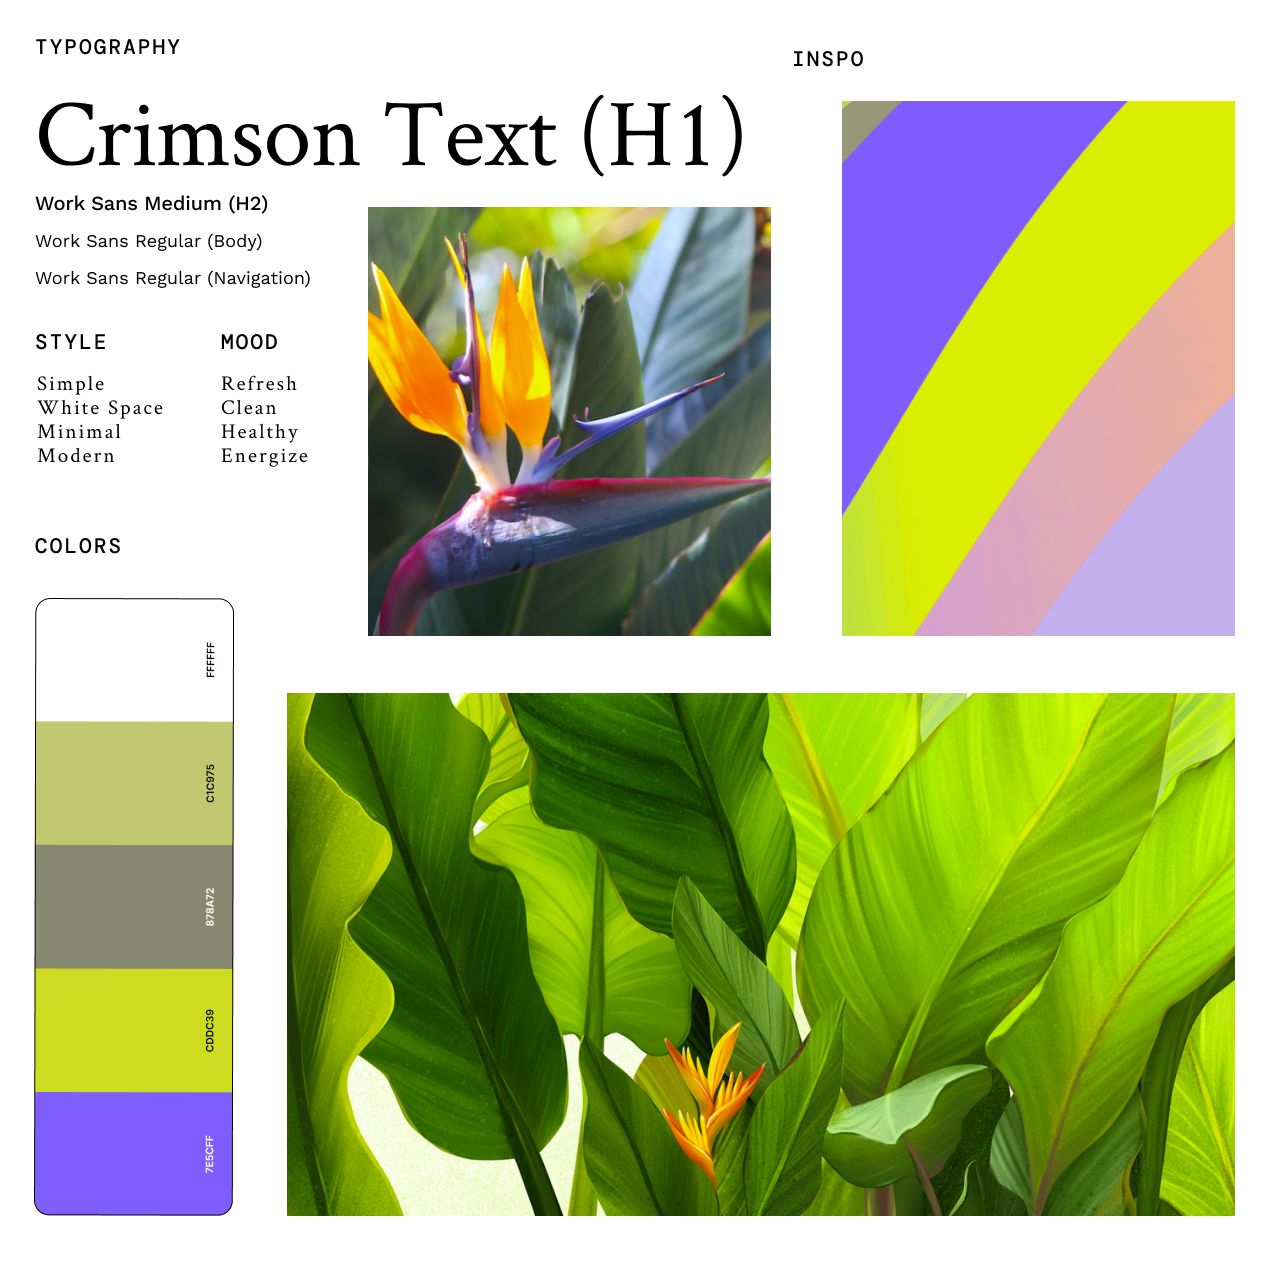 TYPOGRAPHY
Crimson Text (H1)
Work Sans Medium (H2)
Work Sans Regular (Body)
Work Sans Regular (Navigation)
STYLE
Simple
White Space
Minimal
Modern
MOOD
Refresh
Clean
Healthy
Energize
COLORS
FFFFFF
C1C975
878A72
CDDC39
7E5CFF
INSPO